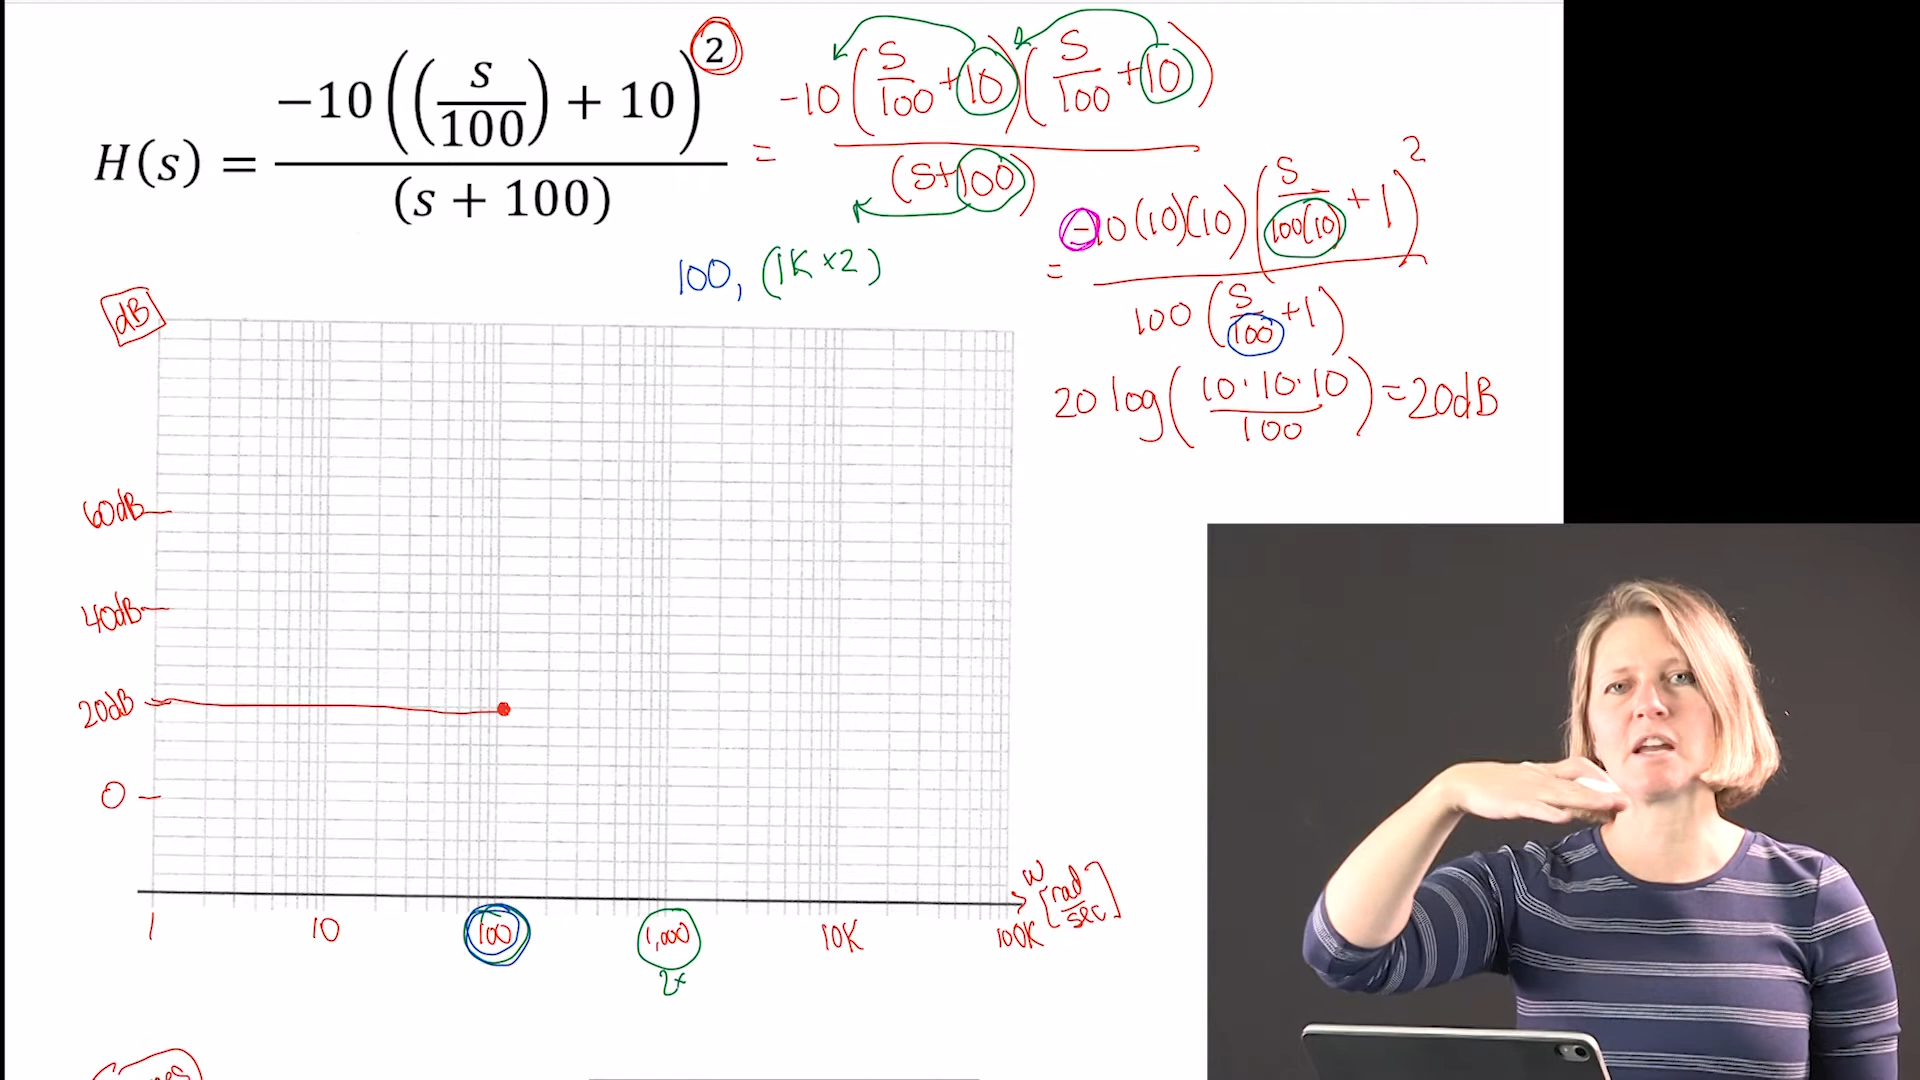 H(s) = −10((s/100) + 10)² / (s + 100)
= -10(s/100 + 10)(s/100 + 10) / (s+100)
= -10(10)(10)(s/100(10) + 1)² / 100(s/100 + 1)
100, (1K x 2)
20 log(10·10·10 / 100) = 20dB
dB
60dB
40dB
20dB
0
1 10 100 1,000 10K 100K
w [rad/sec]
2x